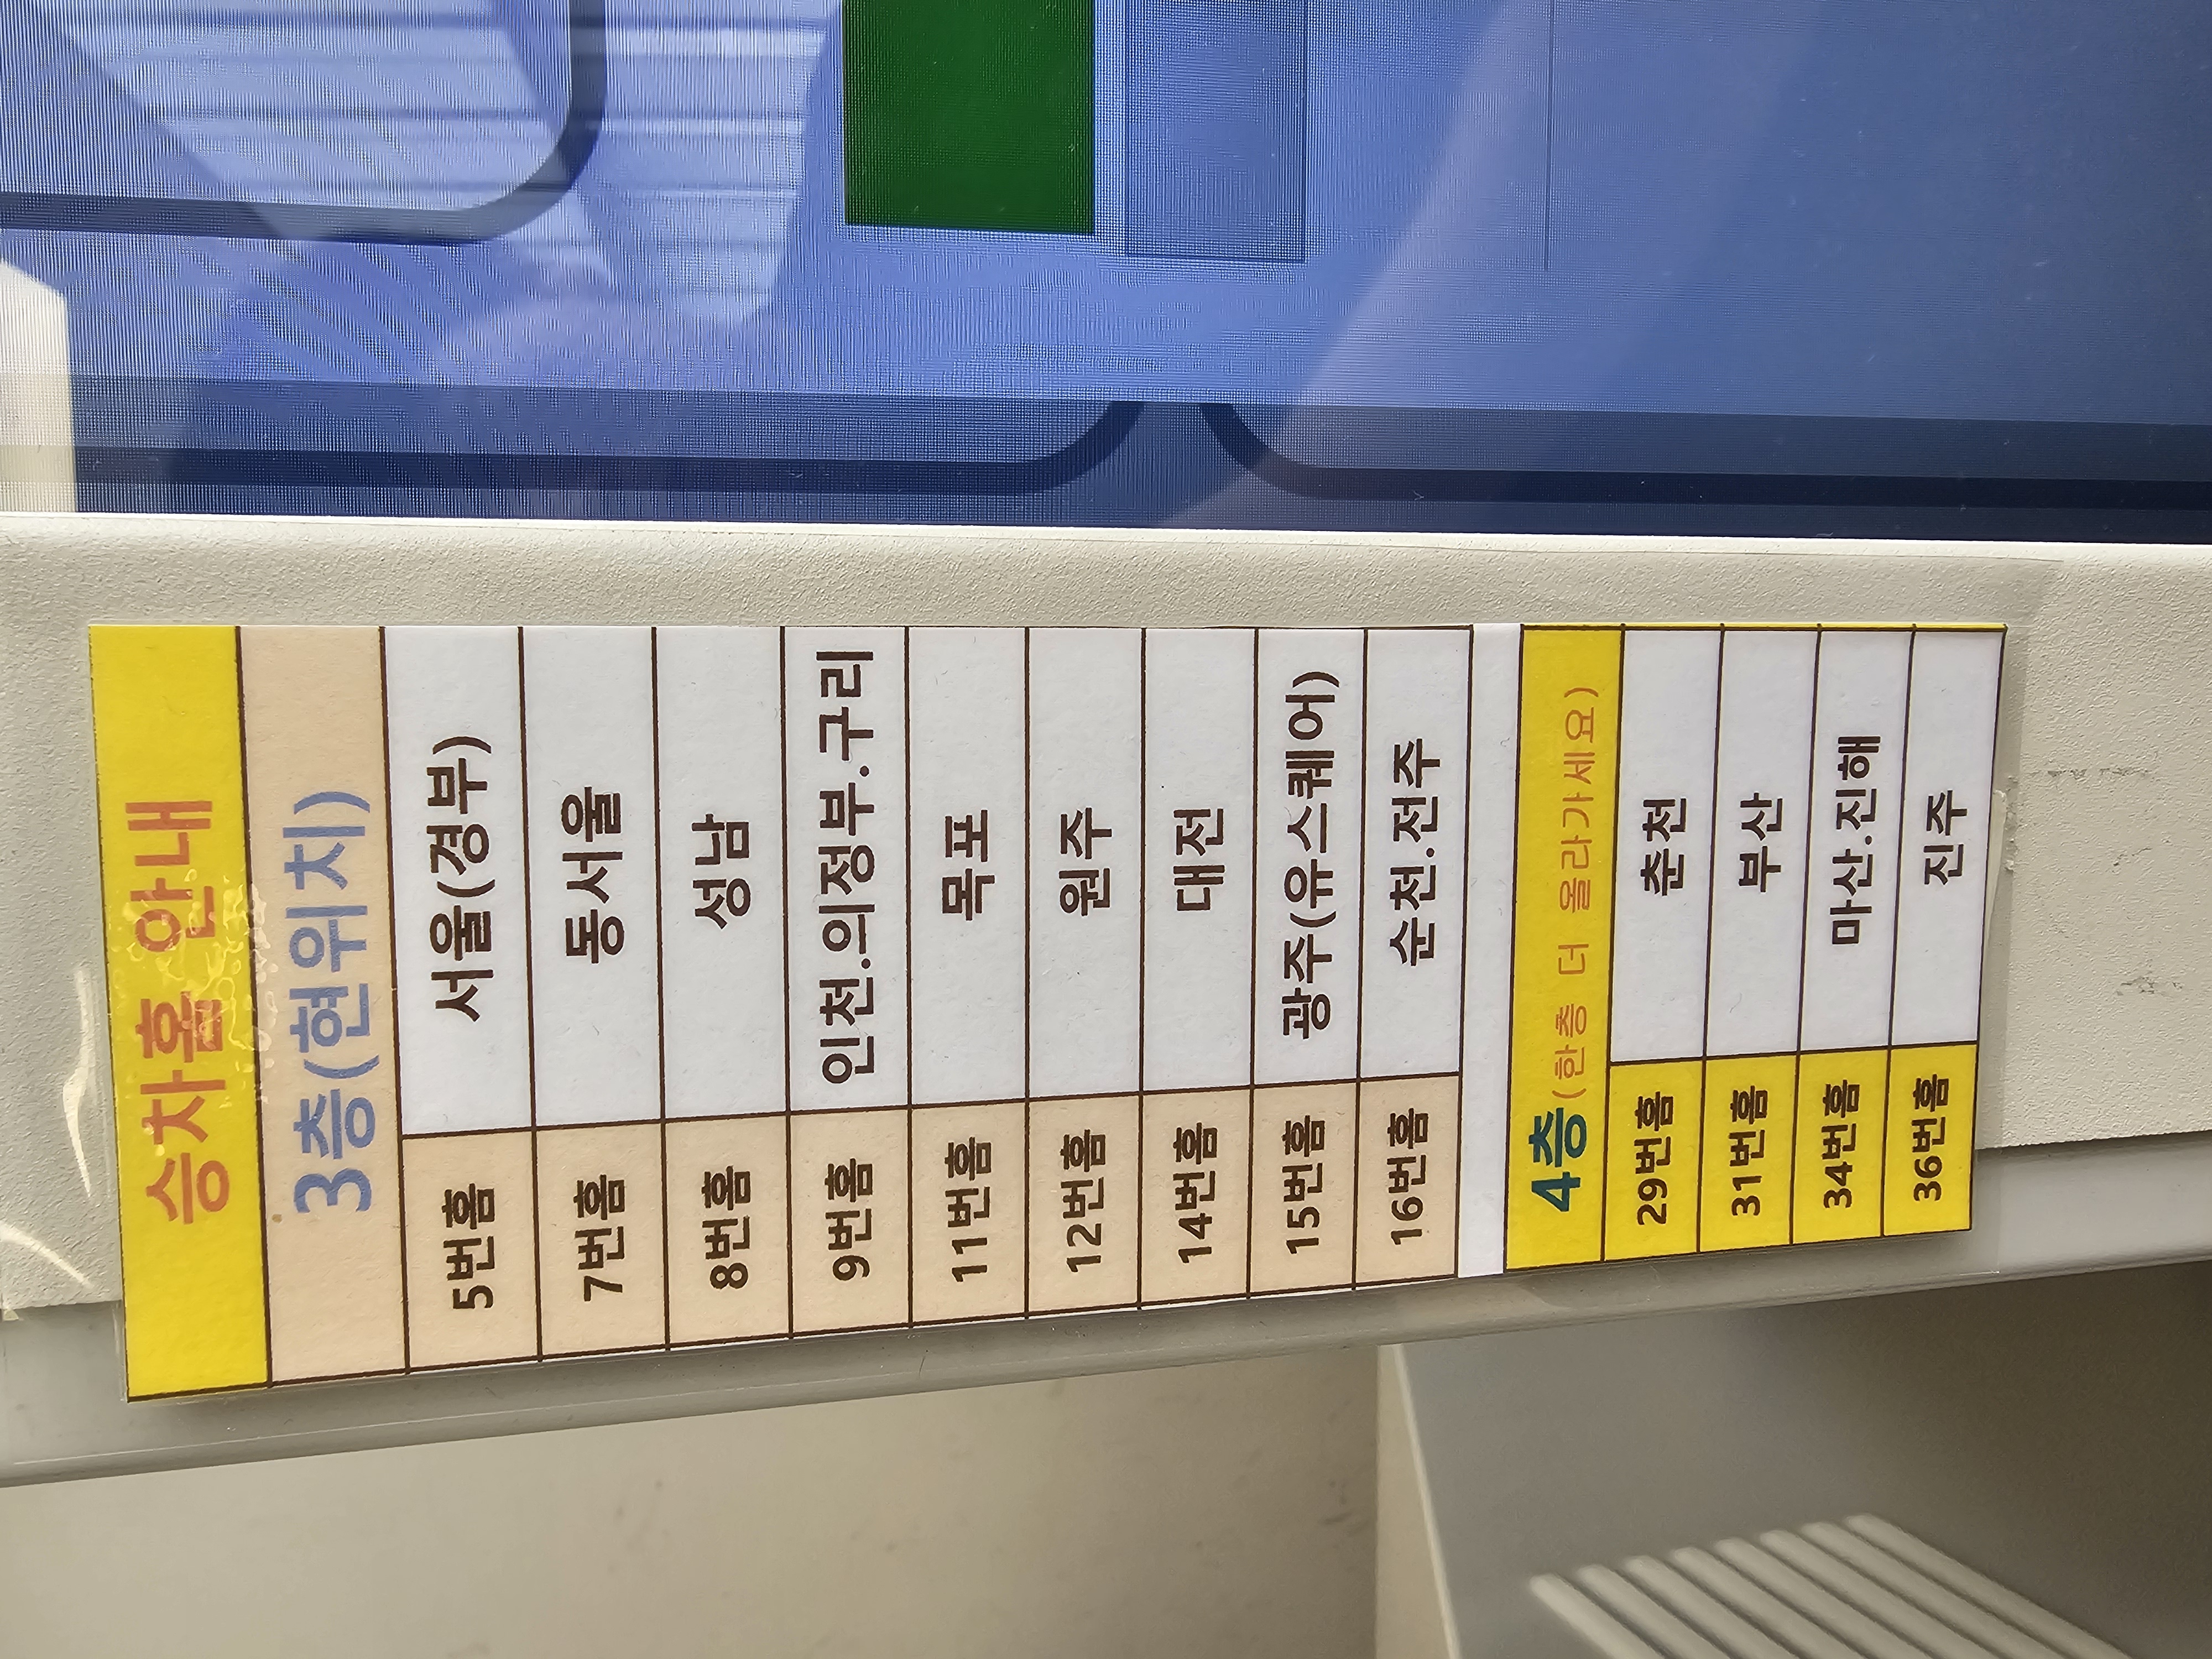 승차홈 안내
3층(현위치)
5번홈 서울(경부)
7번홈 동서울
8번홈 성남
9번홈 인천.의정부.구리
11번홈 목포
12번홈 원주
14번홈 대전
15번홈 광주(유스퀘어)
16번홈 순천.전주
4층(한층 더 올라가세요)
29번홈 춘천
31번홈 부산
34번홈 마산.진해
36번홈 진주